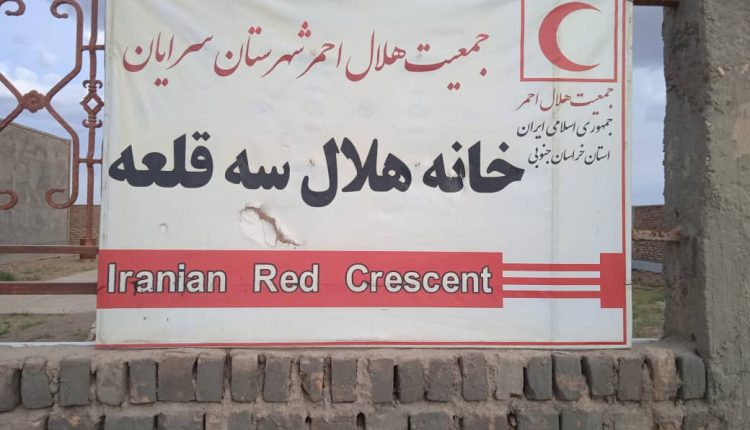 جمعیت هلال احمر شهرستان سرایان
جمعیت هلال احمر
جمهوری اسلامی ایران
استان خراسان جنوبی
خانه هلال سه قلعه
Iranian Red Crescent